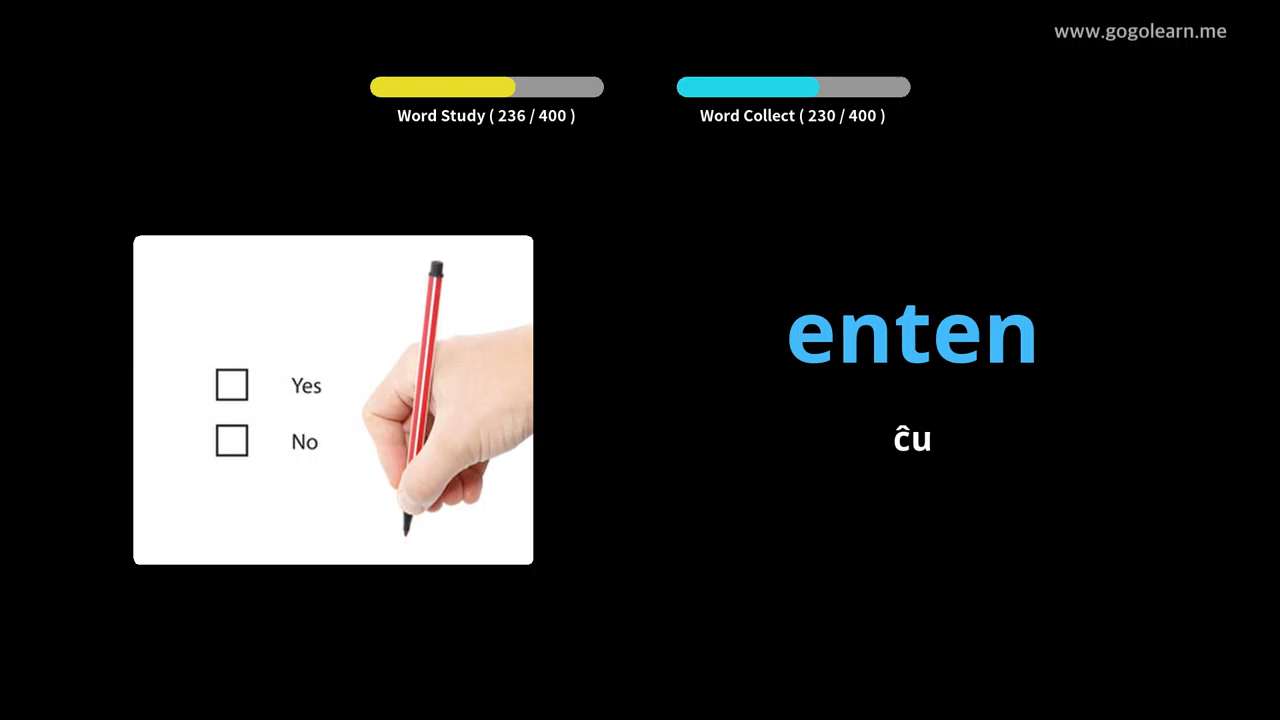 www.gogolearn.me
Word Study ( 236 / 400 )
Word Collect ( 230 / 400 )
Yes
No
enten
ĉu